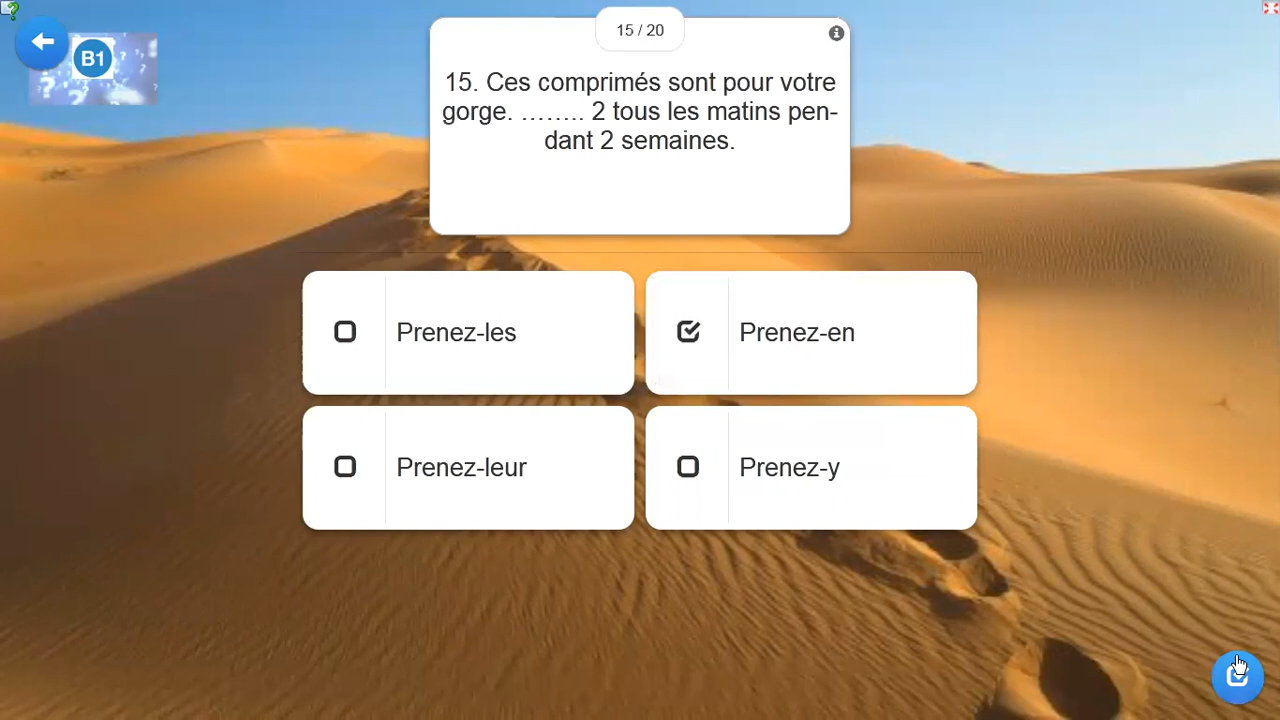 15 / 20
B1
15. Ces comprimés sont pour votre
gorge. …….. 2 tous les matins pen-
dant 2 semaines.
Prenez-les
Prenez-en
Prenez-leur
Prenez-y